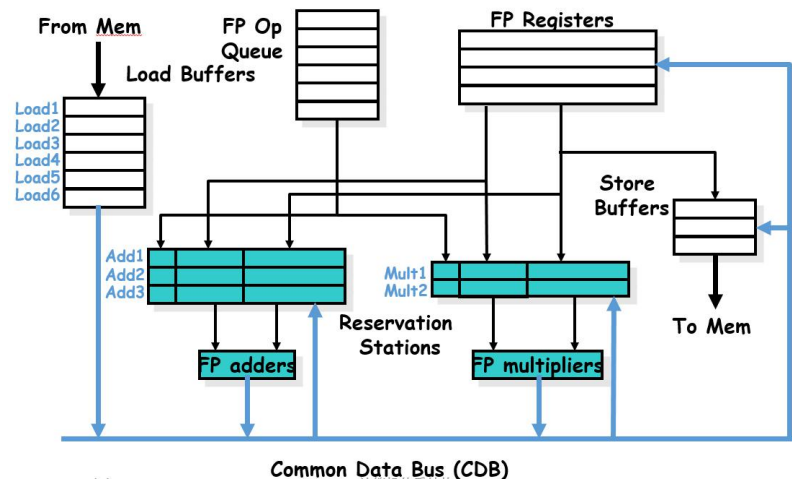 From Mem
FP Op
Queue
FP Registers
Load Buffers
Load1
Load2
Load3
Load4
Load5
Load6
Store
Buffers
Add1
Add2
Add3
Mult1
Mult2
Reservation
Stations
To Mem
FP adders
FP multipliers
Common Data Bus (CDB)